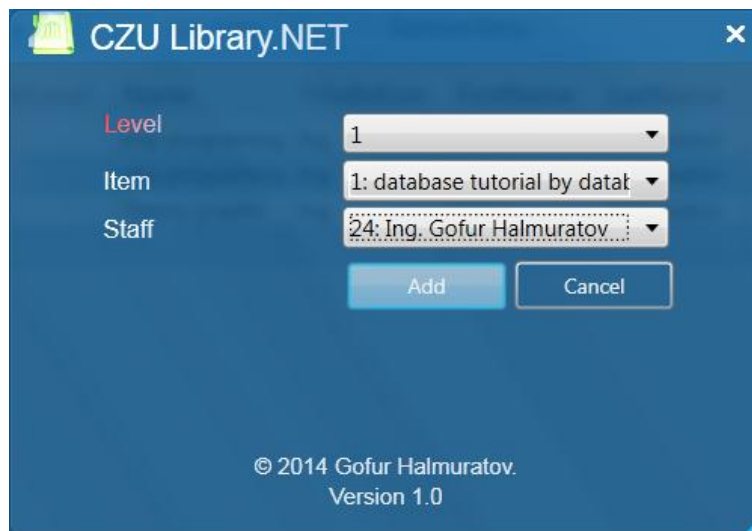 CZU Library.NET
Level 1
Item 1: database tutorial by datab
Staff 24: Ing. Gofur Halmuratov
Add Cancel
© 2014 Gofur Halmuratov.
Version 1.0